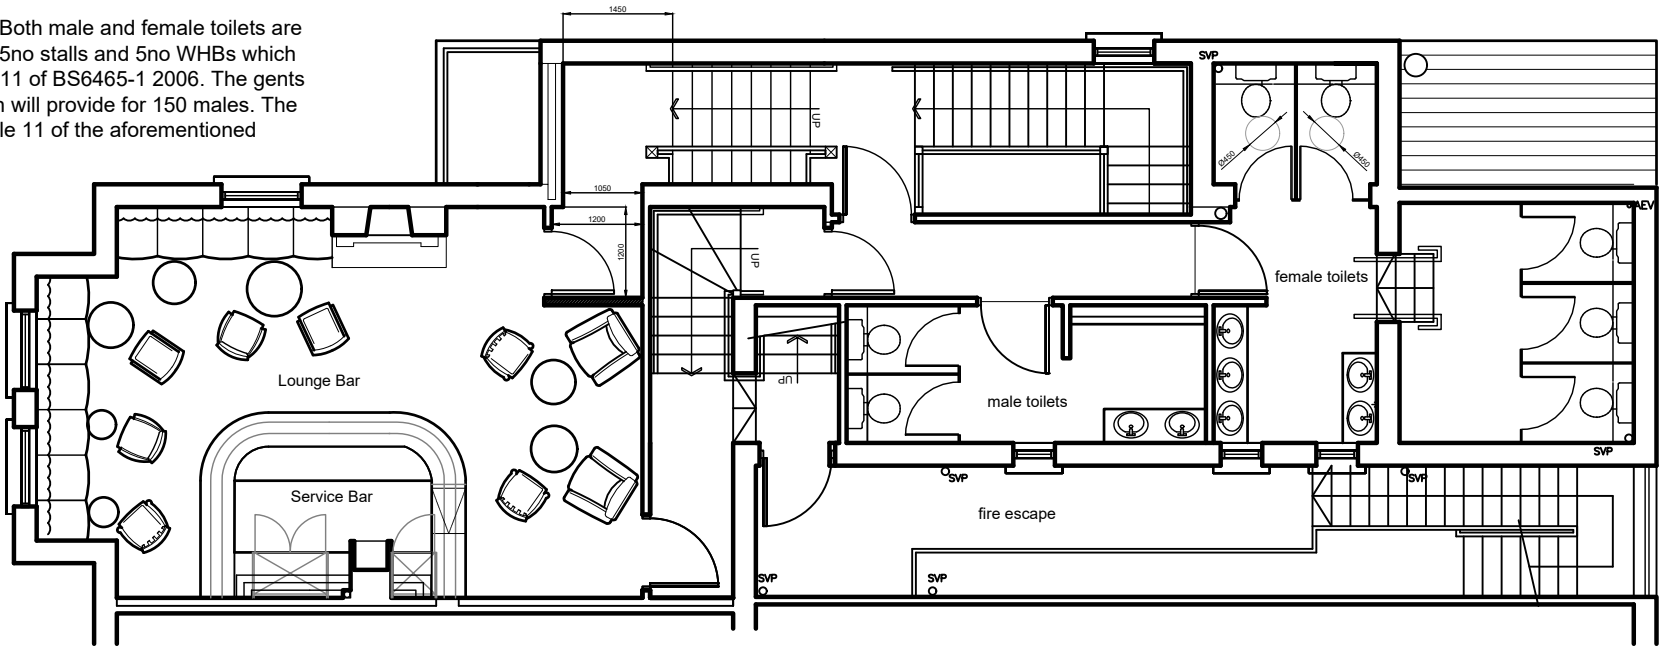 Both male and female toilets are
5no stalls and 5no WHBs which
11 of BS6465-1 2006. The gents
n will provide for 150 males. The
le 11 of the aforementioned
1450
SVP
UP
Ø450
Ø450
1050
1200
1200
AEV
UP
female toilets
Lounge Bar
UP
male toilets
SVP
Service Bar
SVP
SVP
fire escape
SVP
SVP